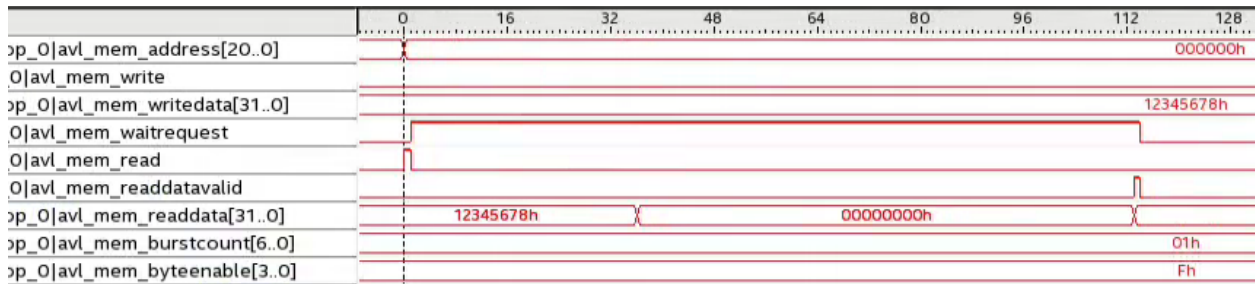 0 16 32 48 64 80 96 112 128
op_0|avl_mem_address[20..0] 000000h
0|avl_mem_write
op_0|avl_mem_writedata[31..0] 12345678h
0|avl_mem_waitrequest
0|avl_mem_read
0|avl_mem_readdatavalid
op_0|avl_mem_readdata[31..0] 12345678h 00000000h
op_0|avl_mem_burstcount[6..0] 01h
op_0|avl_mem_byteenable[3..0] Fh